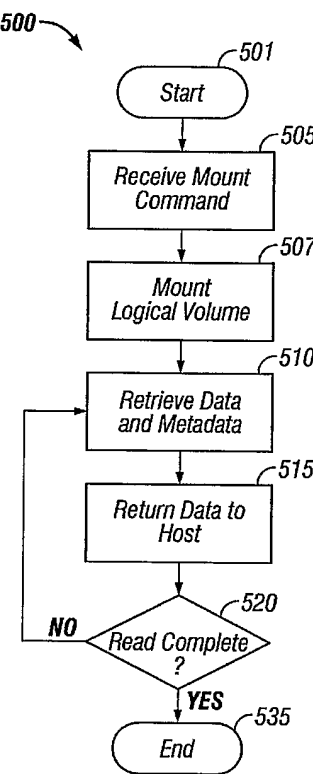 500
501
Start
505
Receive Mount
Command
507
Mount
Logical Volume
510
Retrieve Data
and Metadata
515
Return Data to
Host
520
NO
Read Complete
?
YES
535
End